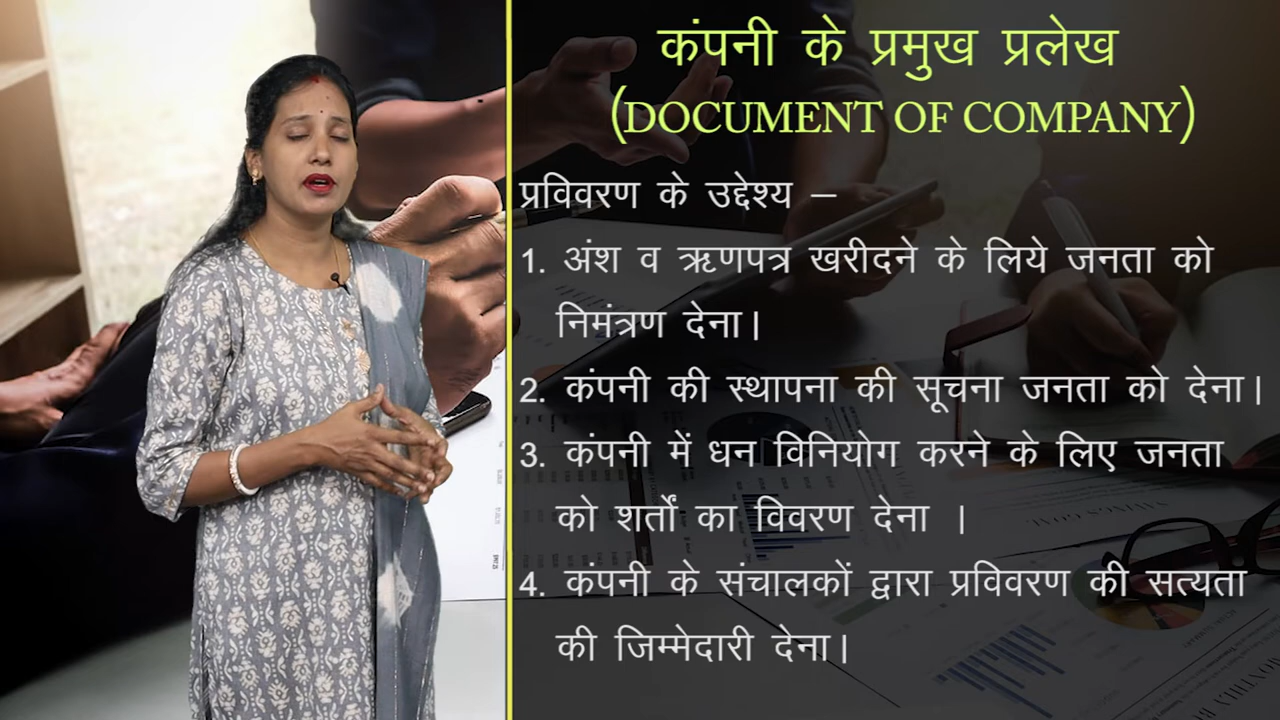 कंपनी के प्रमुख प्रलेख
(DOCUMENT OF COMPANY)
प्रविवरण के उद्देश्य –
1. अंश व ऋणपत्र खरीदने के लिये जनता को
निमंत्रण देना।
2. कंपनी की स्थापना की सूचना जनता को देना।
3. कंपनी में धन विनियोग करने के लिए जनता
को शर्तों का विवरण देना ।
4. कंपनी के संचालकों द्वारा प्रविवरण की सत्यता
की जिम्मेदारी देना।